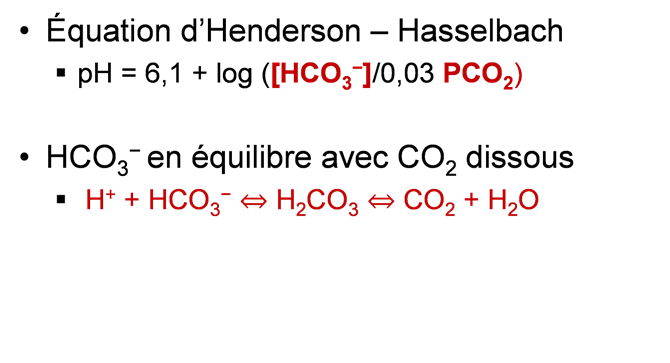 • Équation d’Henderson – Hasselbach
▪ pH = 6,1 + log ([HCO₃⁻]/0,03 PCO₂)
• HCO₃⁻ en équilibre avec CO₂ dissous
▪ H⁺ + HCO₃⁻ ⇔ H₂CO₃ ⇔ CO₂ + H₂O